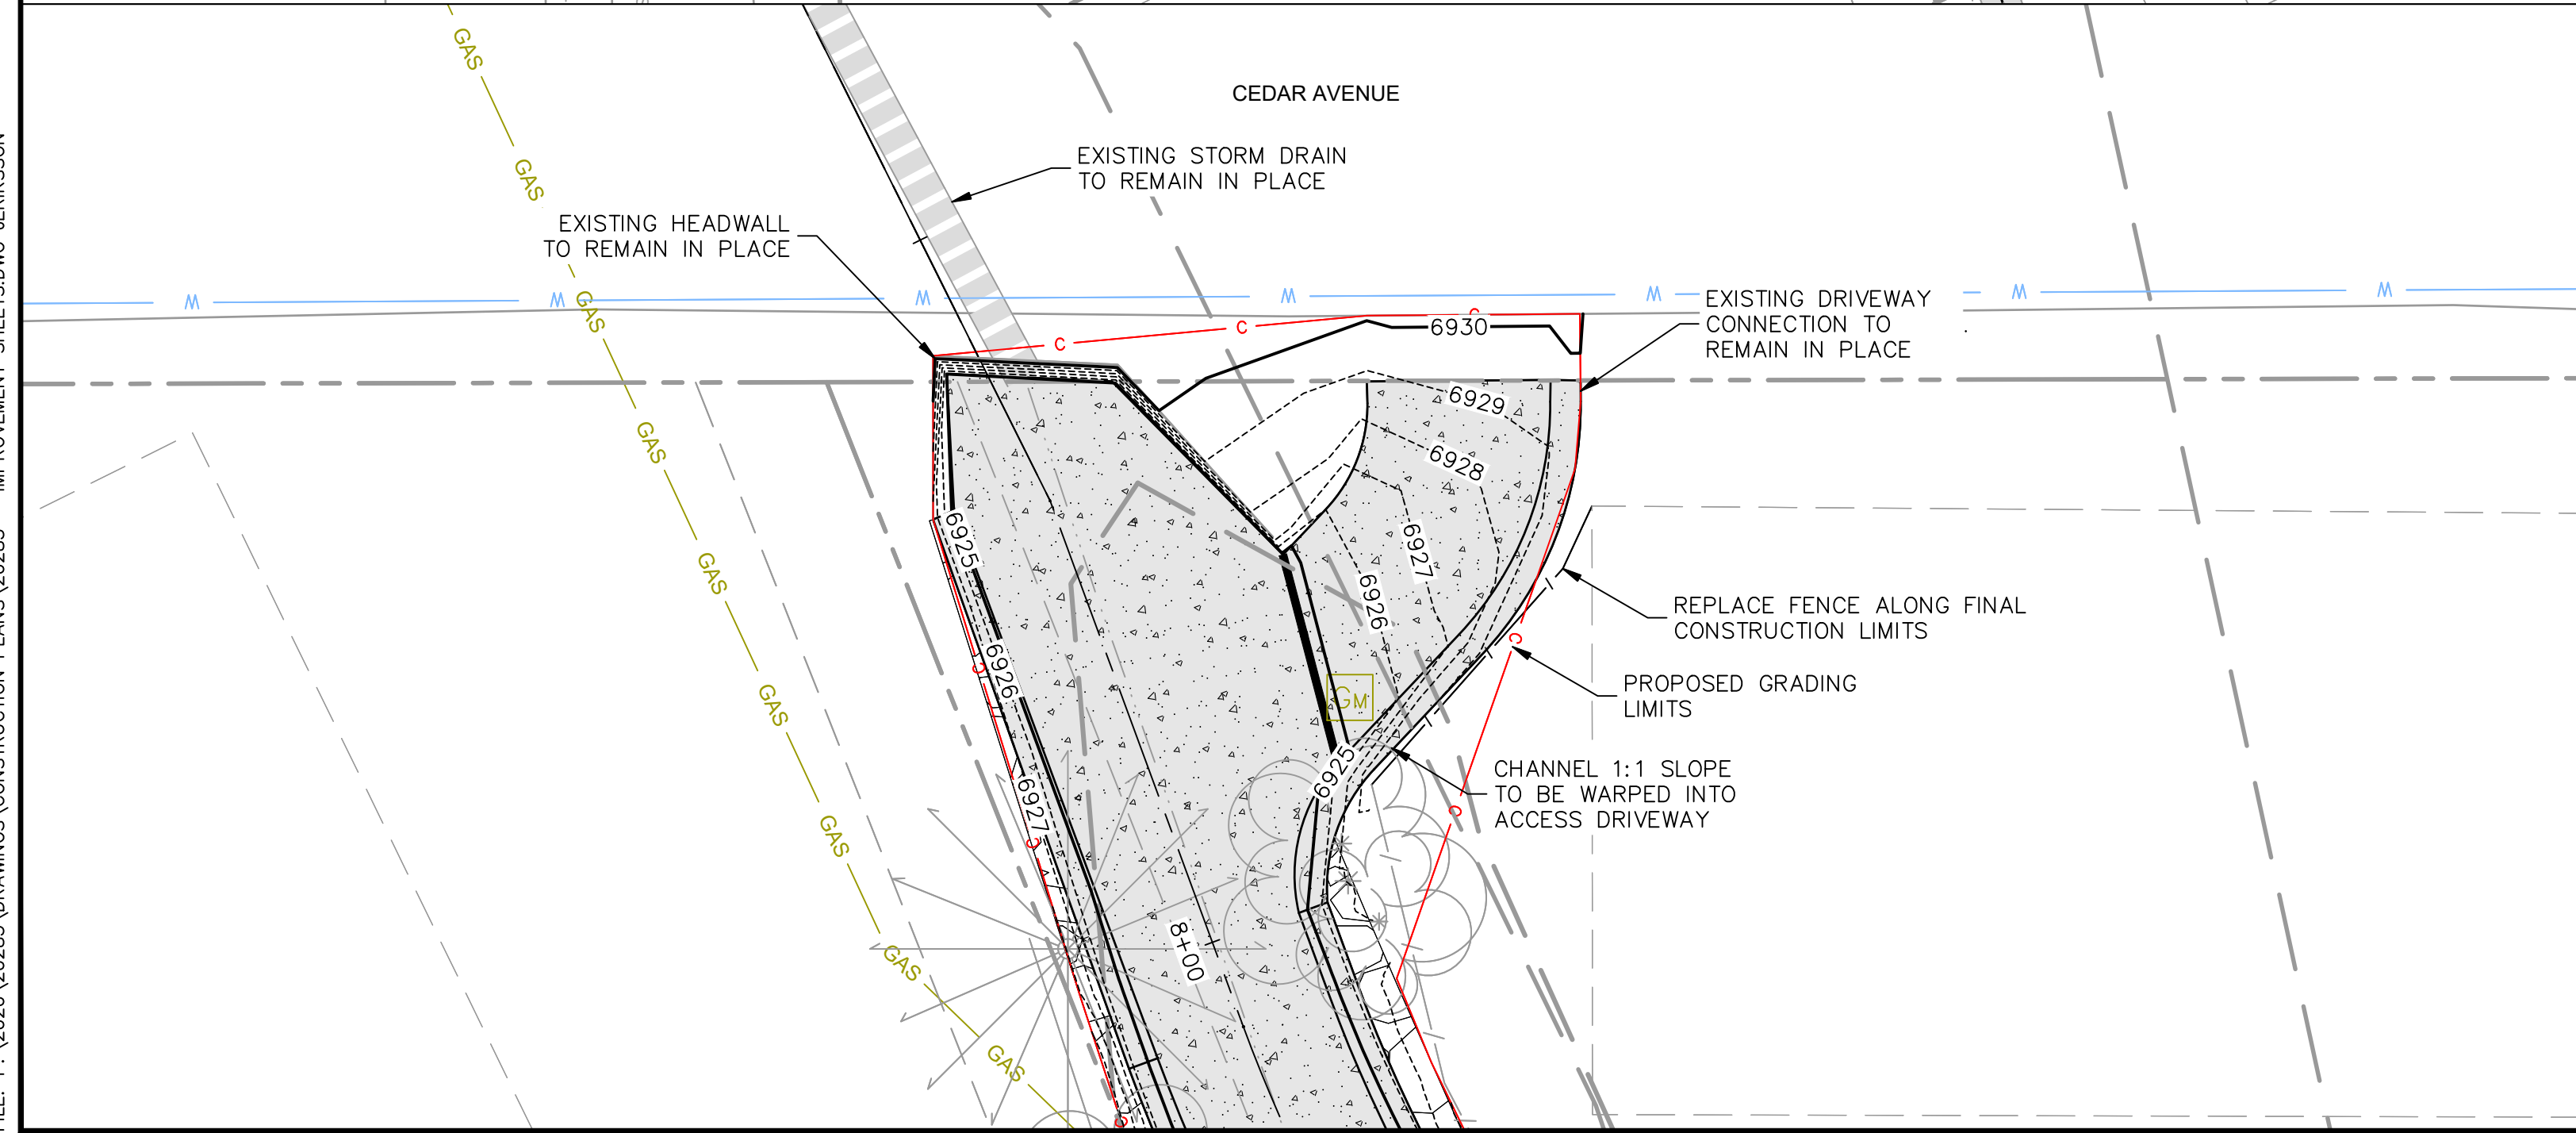 CEDAR AVENUE
EXISTING STORM DRAIN
TO REMAIN IN PLACE
EXISTING HEADWALL
TO REMAIN IN PLACE
EXISTING DRIVEWAY
CONNECTION TO
REMAIN IN PLACE
REPLACE FENCE ALONG FINAL
CONSTRUCTION LIMITS
PROPOSED GRADING
LIMITS
CHANNEL 1:1 SLOPE
TO BE WARPED INTO
ACCESS DRIVEWAY
6930
6929
6928
6927
6926
6925
6925
6926
6927
8+00
GM
GAS
GAS
GAS
GAS
GAS
GAS
GAS
GAS
GAS
W
W
W
W
W
W
W
C
C
C
C
C
C
C
C